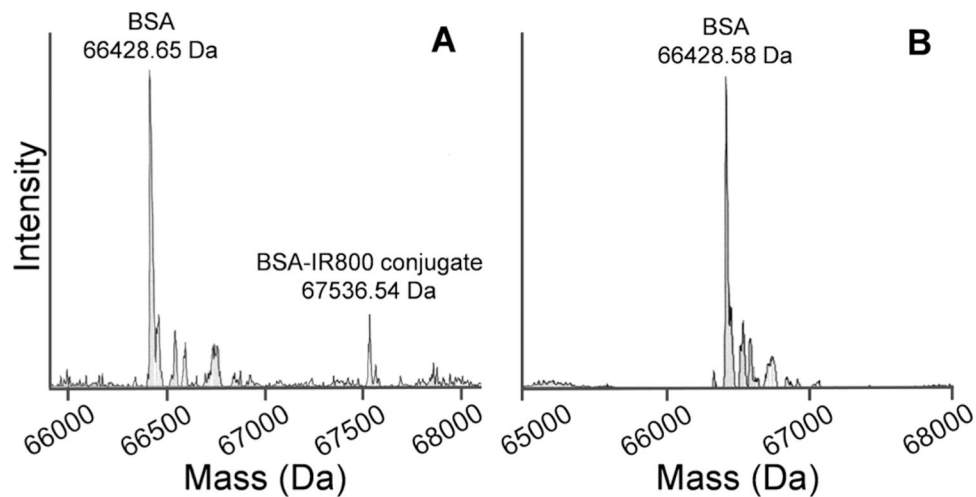 BSA
66428.65 Da
A
BSA-IR800 conjugate
67536.54 Da
Intensity
66000
66500
67000
67500
68000
Mass (Da)
BSA
66428.58 Da
B
65000
66000
67000
68000
Mass (Da)